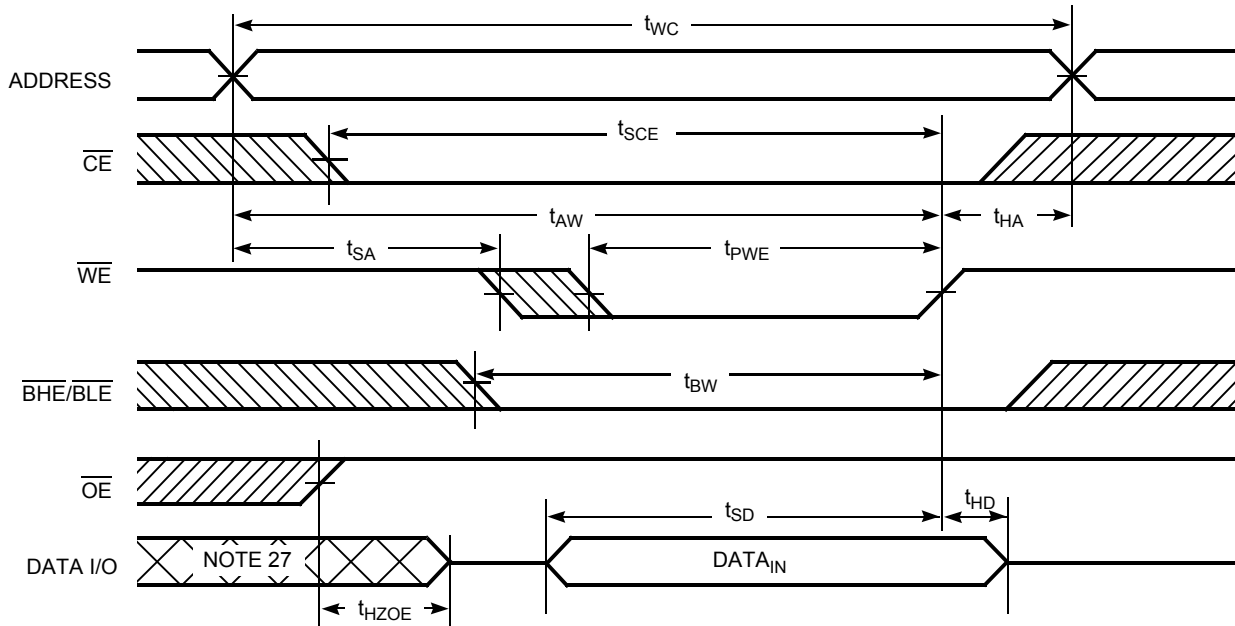 tWC
ADDRESS
tSCE
CE
tAW
tHA
tSA
tPWE
WE
BHE/BLE
tBW
OE
tSD
tHD
DATA I/O
NOTE 27
DATAIN
tHZOE